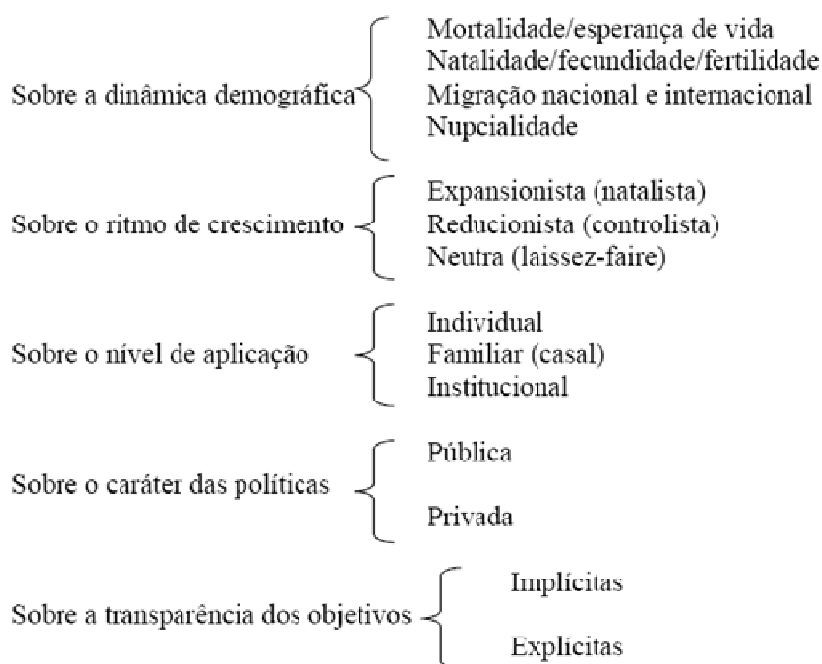 Mortalidade/esperança de vida
Natalidade/fecundidade/fertilidade
Sobre a dinâmica demográfica
Migração nacional e internacional
Nupcialidade
Expansionista (natalista)
Sobre o ritmo de crescimento
Reducionista (controlista)
Neutra (laissez-faire)
Individual
Sobre o nível de aplicação
Familiar (casal)
Institucional
Pública
Sobre o caráter das políticas
Privada
Implícitas
Sobre a transparência dos objetivos
Explícitas